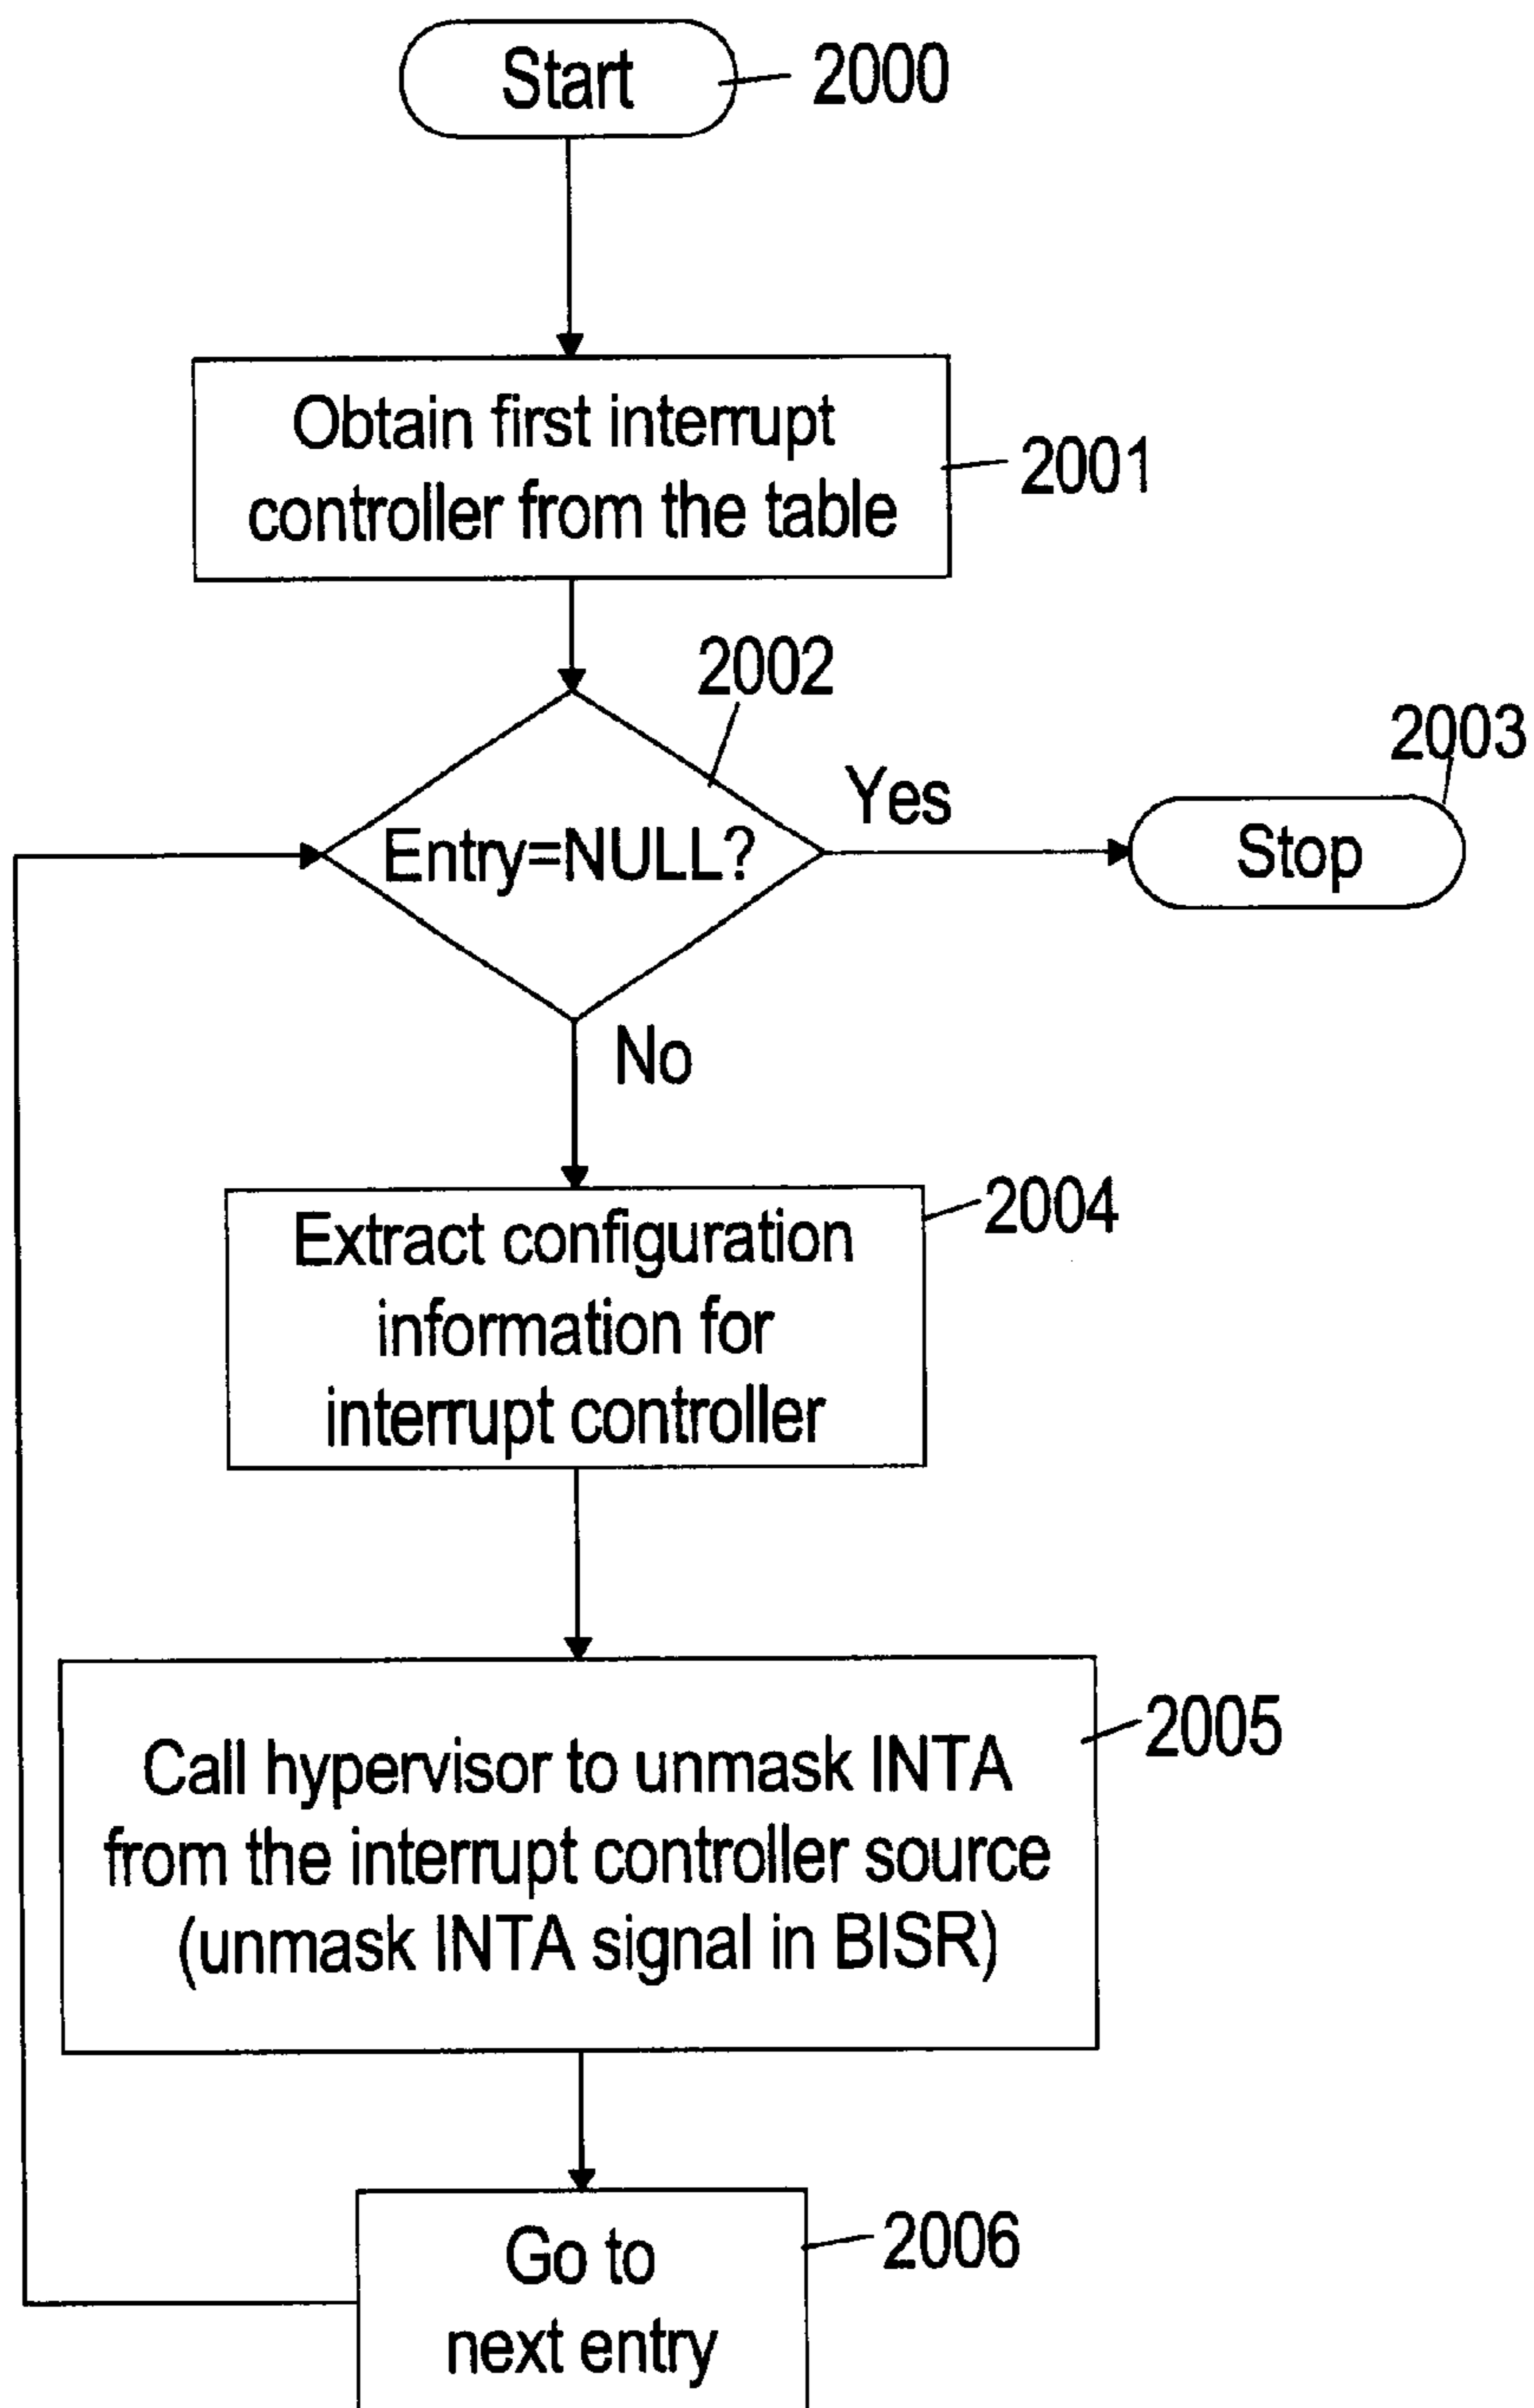 Start
2000
Obtain first interrupt
controller from the table
2001
2002
Entry=NULL?
Yes
2003
Stop
No
Extract configuration
information for
interrupt controller
2004
Call hypervisor to unmask INTA
from the interrupt controller source
(unmask INTA signal in BISR)
2005
Go to
next entry
2006